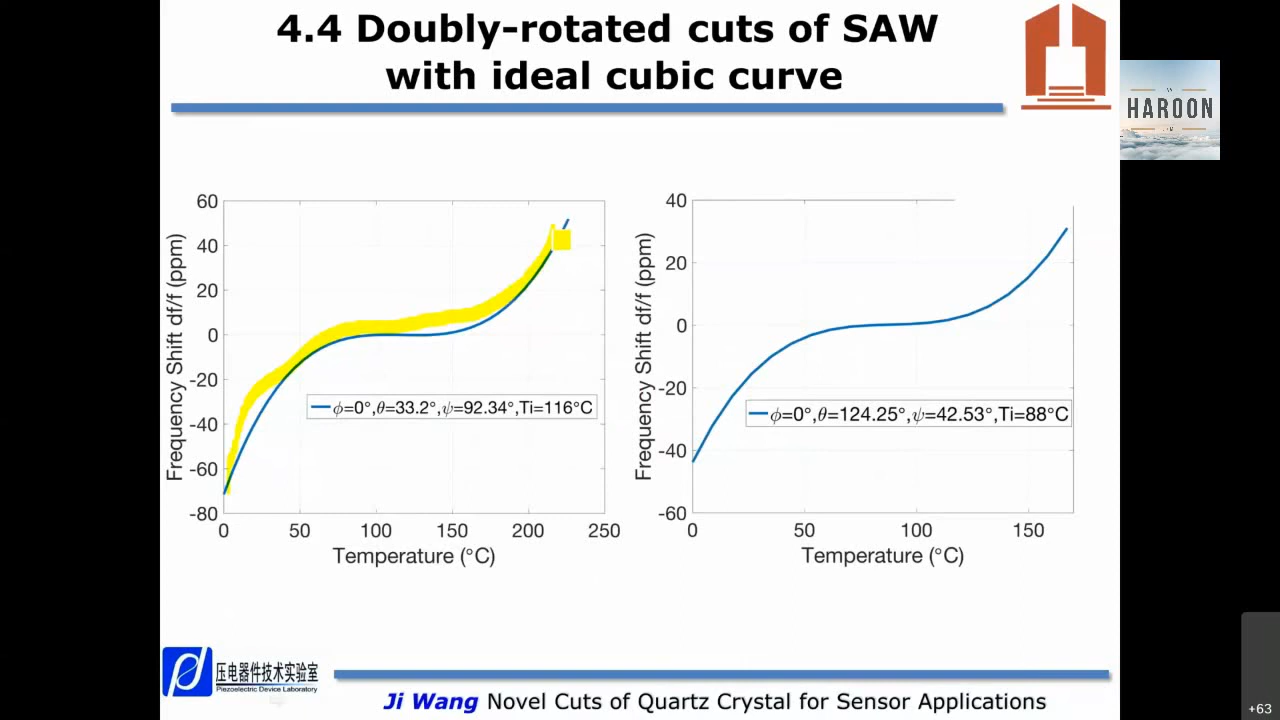 4.4 Doubly-rotated cuts of SAW
with ideal cubic curve
HAROON
60
40
20
0
-20
-40
-60
-80
0
50
100
150
200
250
Frequency Shift df/f (ppm)
Temperature (°C)
ϕ=0°,θ=33.2°,ψ=92.34°,Ti=116°C
40
20
0
-20
-40
-60
0
50
100
150
Frequency Shift df/f (ppm)
Temperature (°C)
ϕ=0°,θ=124.25°,ψ=42.53°,Ti=88°C
压电器件技术实验室
Piezoelectric Device Laboratory
Ji Wang Novel Cuts of Quartz Crystal for Sensor Applications
+63